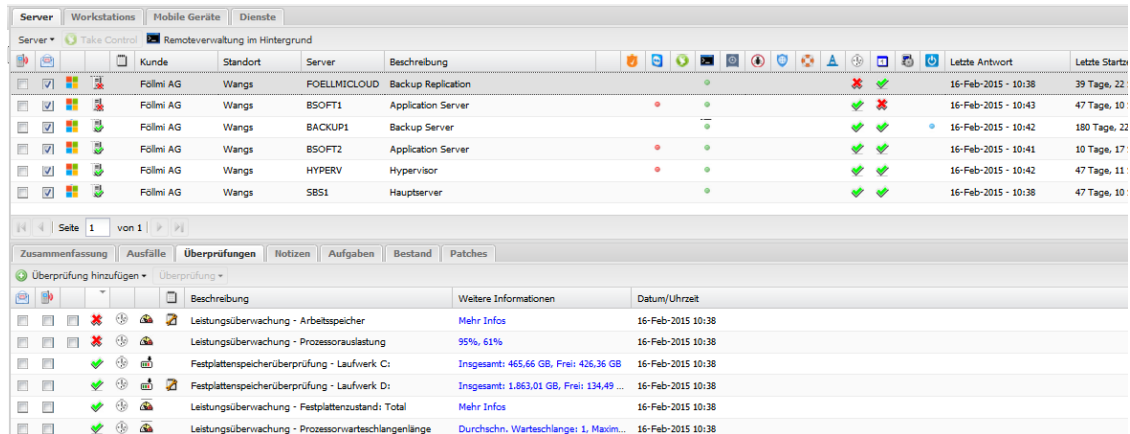 Server Workstations Mobile Geräte Dienste
Server Take Control Remoteverwaltung im Hintergrund
Kunde Standort Server Beschreibung Letzte Antwort Letzte Startze
Föllmi AG Wangs FOELLMICLOUD Backup Replication 16-Feb-2015 - 10:38 39 Tage, 22
Föllmi AG Wangs BSOFT1 Application Server 16-Feb-2015 - 10:43 47 Tage, 10
Föllmi AG Wangs BACKUP1 Backup Server 16-Feb-2015 - 10:42 180 Tage, 22
Föllmi AG Wangs BSOFT2 Application Server 16-Feb-2015 - 10:41 10 Tage, 17
Föllmi AG Wangs HYPERV Hypervisor 16-Feb-2015 - 10:42 47 Tage, 11
Föllmi AG Wangs SBS1 Hauptserver 16-Feb-2015 - 10:38 47 Tage, 10
Seite 1 von 1
Zusammenfassung Ausfälle Überprüfungen Notizen Aufgaben Bestand Patches
Überprüfung hinzufügen Überprüfung
Beschreibung Weitere Informationen Datum/Uhrzeit
Leistungsüberwachung - Arbeitsspeicher Mehr Infos 16-Feb-2015 10:38
Leistungsüberwachung - Prozessorauslastung 95%, 61% 16-Feb-2015 10:38
Festplattenspeicherüberprüfung - Laufwerk C: Insgesamt: 465,66 GB, Frei: 426,36 GB 16-Feb-2015 10:38
Festplattenspeicherüberprüfung - Laufwerk D: Insgesamt: 1.863,01 GB, Frei: 134,49 ... 16-Feb-2015 10:38
Leistungsüberwachung - Festplattenzustand: Total Mehr Infos 16-Feb-2015 10:38
Leistungsüberwachung - Prozessorwarteschlangenlänge Durchschn. Warteschlange: 1, Maxim... 16-Feb-2015 10:38